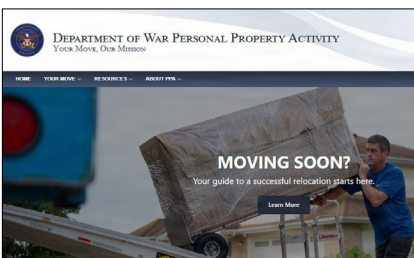 DEPARTMENT OF WAR PERSONAL PROPERTY ACTIVITY
YOUR MOVE, OUR MISSION
HOME YOUR MOVE RESOURCES ABOUT PPA
MOVING SOON?
Your guide to a successful relocation starts here.
Learn More